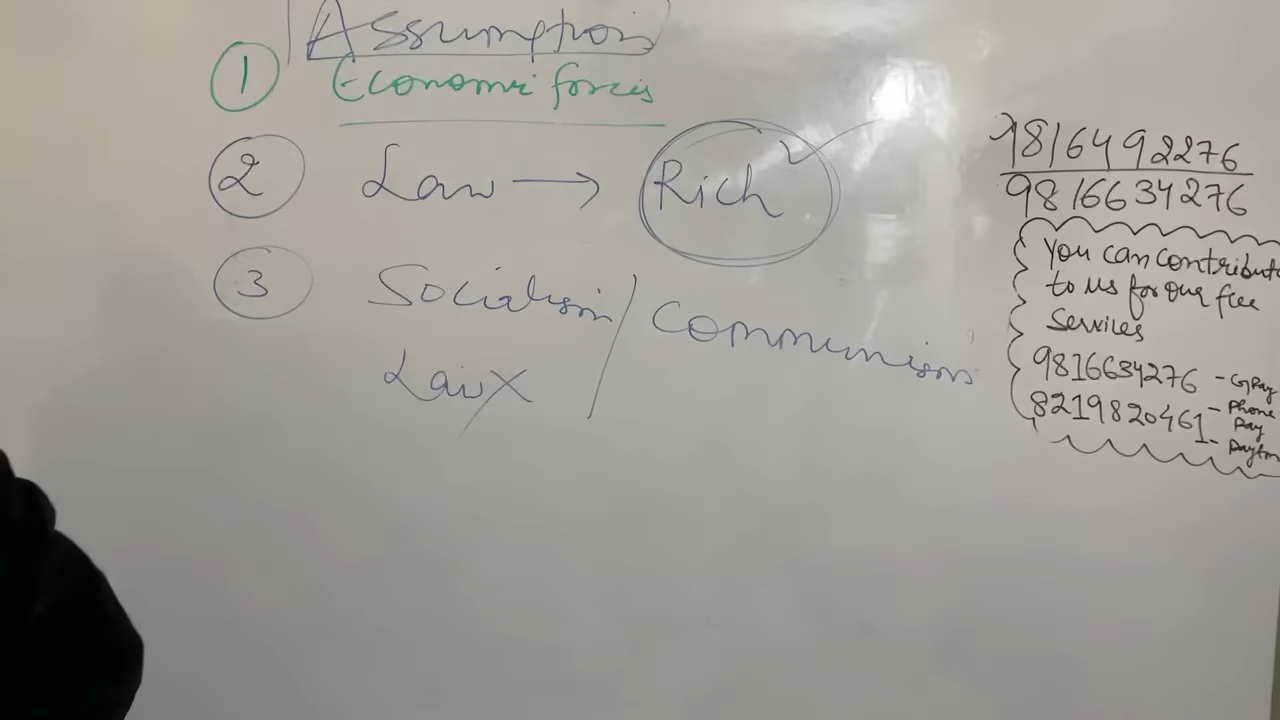 Assumption
① Economic forces
② Law → Rich ✓
③ Socialism / Communism
Law X
9816492276
9816634276
You can contribute
to us for our free
Services
9816634276 - G Pay
8219820461 - Phone
Pay
- Paytm